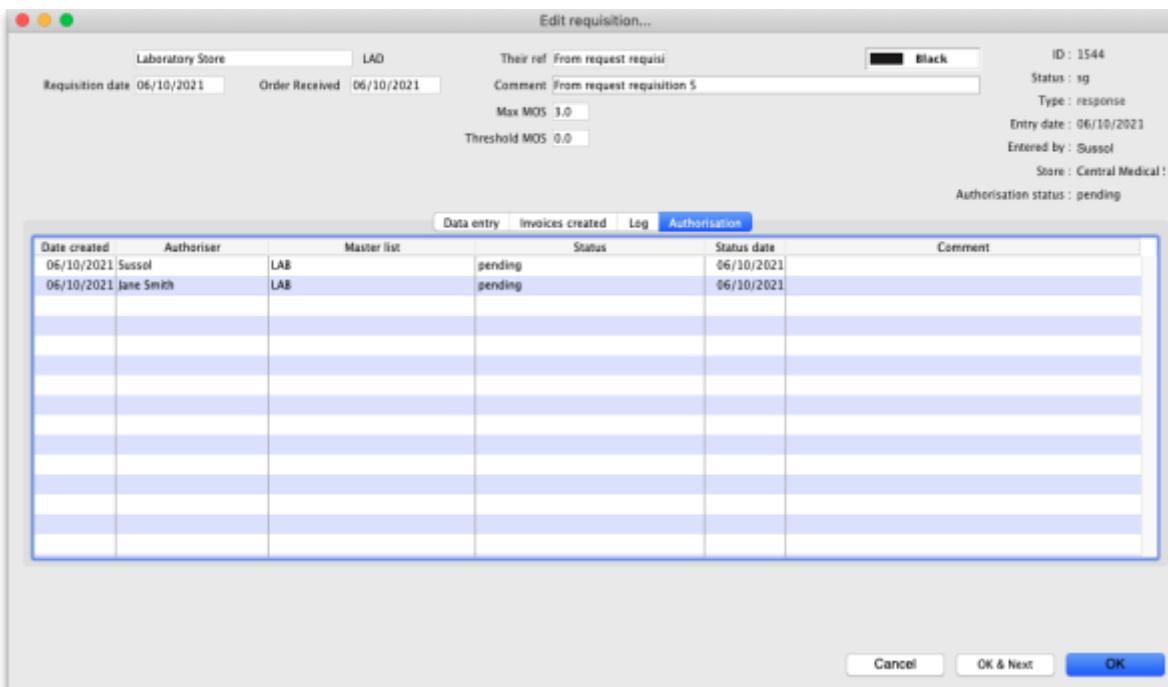 Edit requisition...
Laboratory Store LAD Their ref From request requisi Black ID : 1544
Requisition date 06/10/2021 Order Received 06/10/2021 Comment From request requisition 5 Status : sg
Max MOS 3.0 Type : response
Threshold MOS 0.0 Entry date : 06/10/2021
Entered by : Sussol
Store : Central Medical
Authorisation status : pending
Data entry Invoices created Log Authorisation
Date created Authoriser Master list Status Status date Comment
06/10/2021 Sussol LAB pending 06/10/2021
06/10/2021 Jane Smith LAB pending 06/10/2021
Cancel OK & Next OK